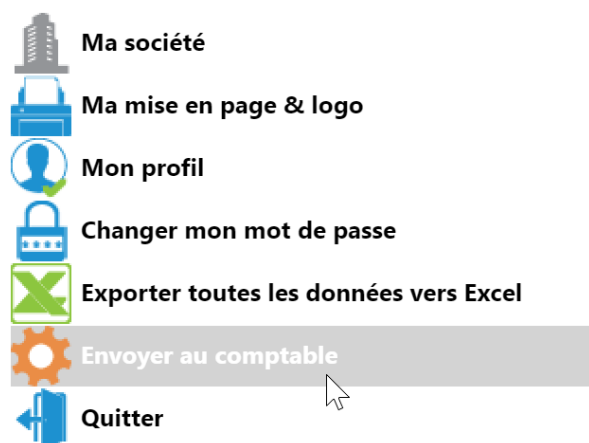 Ma société
Ma mise en page & logo
Mon profil
Changer mon mot de passe
Exporter toutes les données vers Excel
Envoyer au comptable
Quitter